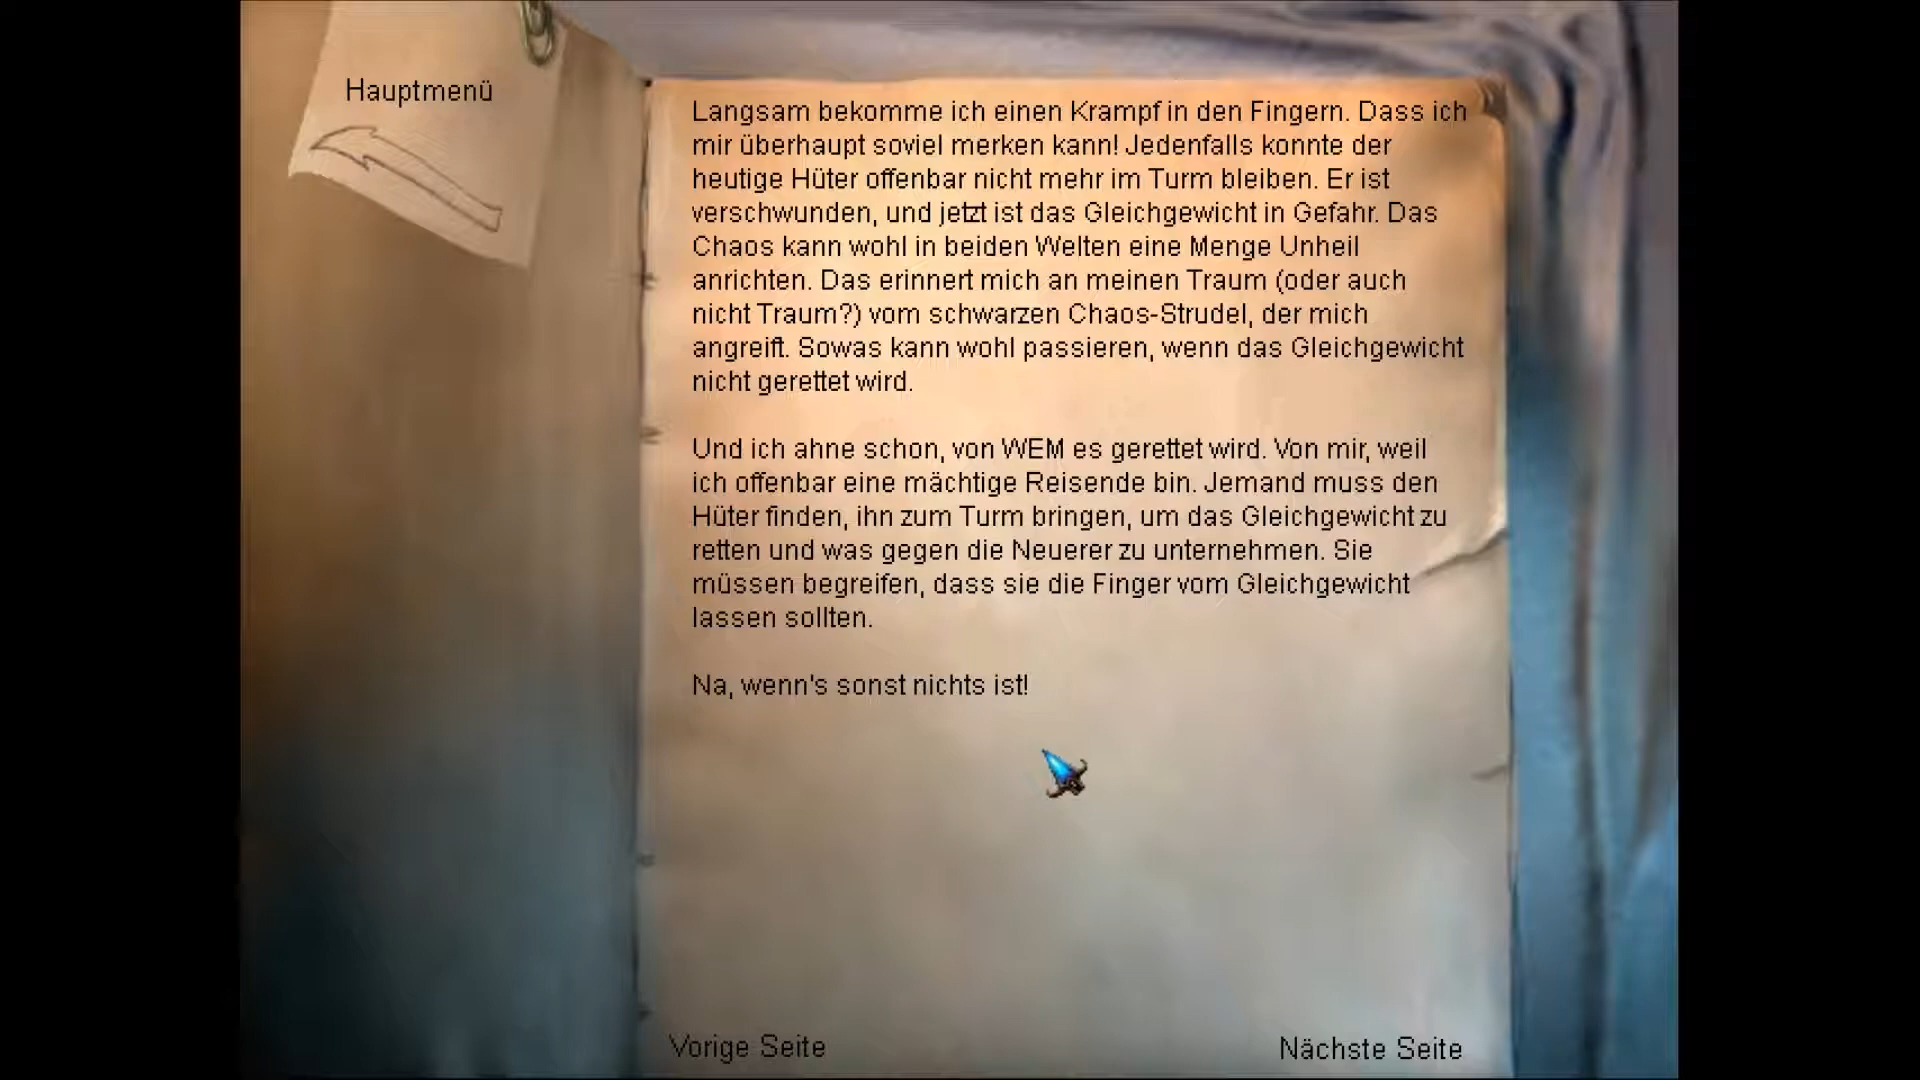 Hauptmenü
Langsam bekomme ich einen Krampf in den Fingern. Dass ich
mir überhaupt soviel merken kann! Jedenfalls konnte der
heutige Hüter offenbar nicht mehr im Turm bleiben. Er ist
verschwunden, und jetzt ist das Gleichgewicht in Gefahr. Das
Chaos kann wohl in beiden Welten eine Menge Unheil
anrichten. Das erinnert mich an meinen Traum (oder auch
nicht Traum?) vom schwarzen Chaos-Strudel, der mich
angreift. Sowas kann wohl passieren, wenn das Gleichgewicht
nicht gerettet wird.
Und ich ahne schon, von WEM es gerettet wird. Von mir, weil
ich offenbar eine mächtige Reisende bin. Jemand muss den
Hüter finden, ihn zum Turm bringen, um das Gleichgewicht zu
retten und was gegen die Neuerer zu unternehmen. Sie
müssen begreifen, dass sie die Finger vom Gleichgewicht
lassen sollten.
Na, wenn's sonst nichts ist!
Vorige Seite
Nächste Seite